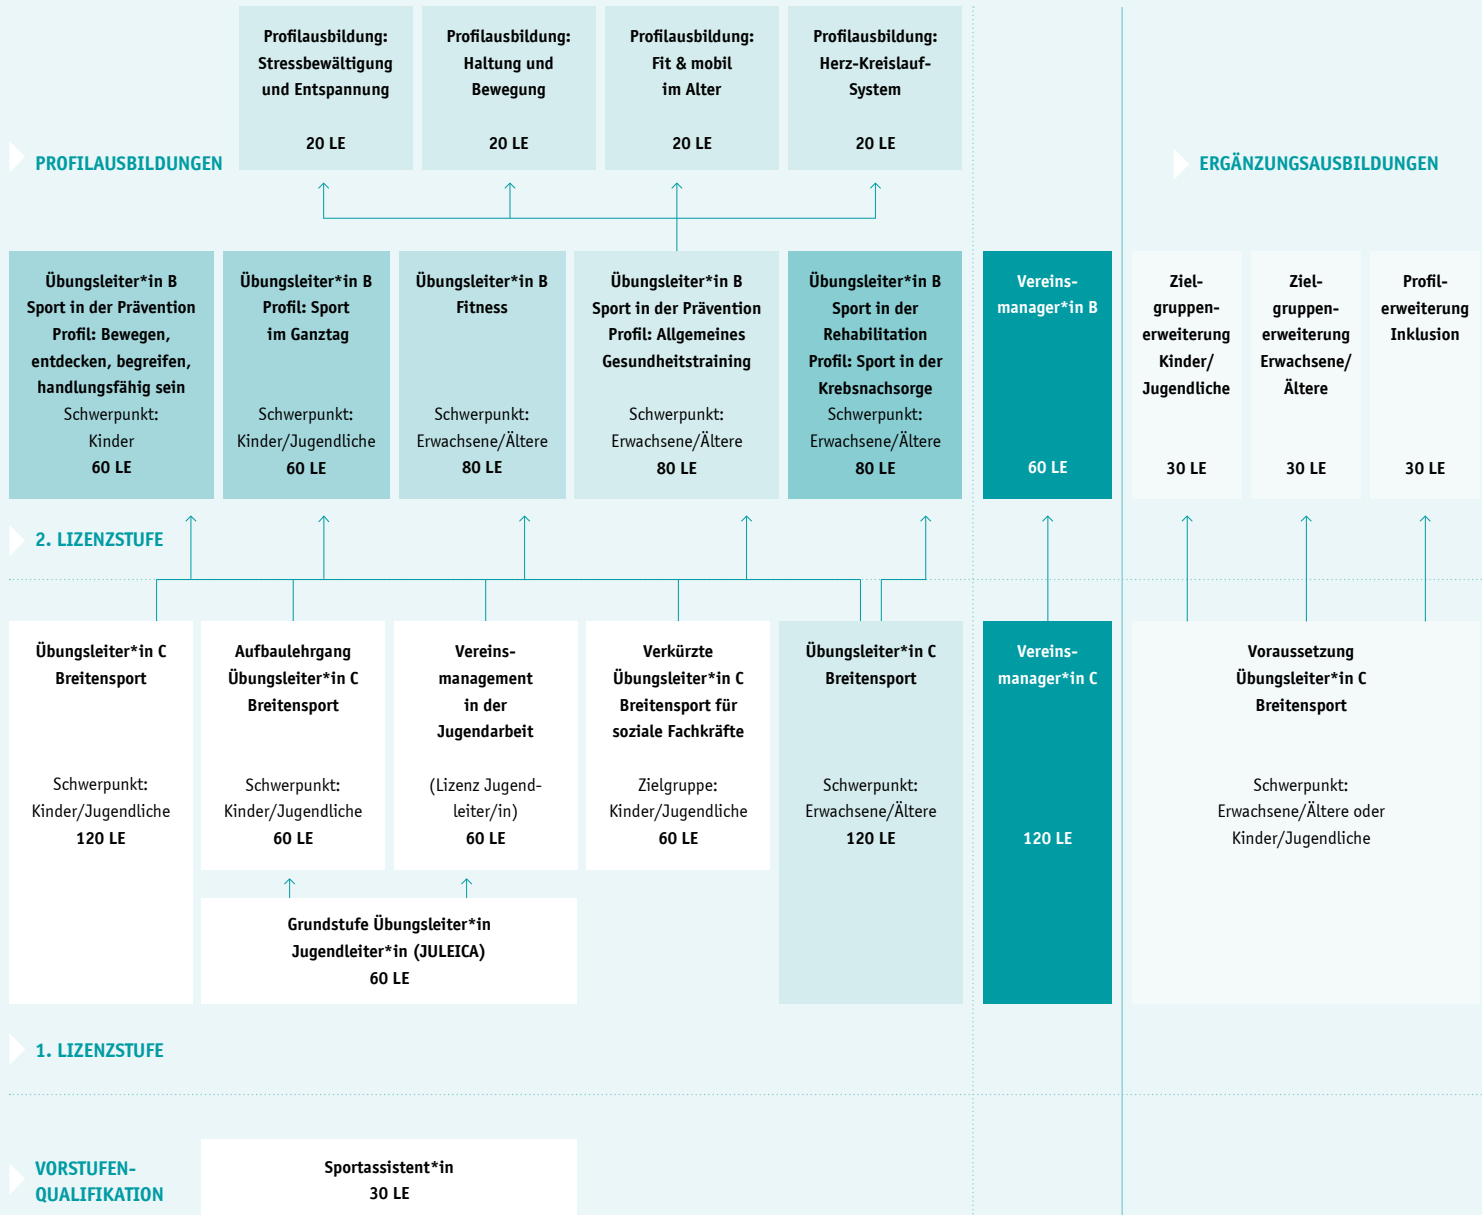 Profilausbildung:
Stressbewältigung
und Entspannung
20 LE
Profilausbildung:
Haltung und
Bewegung
20 LE
Profilausbildung:
Fit & mobil
im Alter
20 LE
Profilausbildung:
Herz-Kreislauf-
System
20 LE
PROFILAUSBILDUNGEN
ERGÄNZUNGSAUSBILDUNGEN
Übungsleiter*in B
Sport in der Prävention
Profil: Bewegen,
entdecken, begreifen,
handlungsfähig sein
Schwerpunkt:
Kinder
60 LE
Übungsleiter*in B
Profil: Sport
im Ganztag
Schwerpunkt:
Kinder/Jugendliche
60 LE
Übungsleiter*in B
Fitness
Schwerpunkt:
Erwachsene/Ältere
80 LE
Übungsleiter*in B
Sport in der Prävention
Profil: Allgemeines
Gesundheitstraining
Schwerpunkt:
Erwachsene/Ältere
80 LE
Übungsleiter*in B
Sport in der
Rehabilitation
Profil: Sport in der
Krebsnachsorge
Schwerpunkt:
Erwachsene/Ältere
80 LE
Vereins-
manager*in B
60 LE
Ziel-
gruppen-
erweiterung
Kinder/
Jugendliche
30 LE
Ziel-
gruppen-
erweiterung
Erwachsene/
Ältere
30 LE
Profil-
erweiterung
Inklusion
30 LE
2. LIZENZSTUFE
Übungsleiter*in C
Breitensport
Schwerpunkt:
Kinder/Jugendliche
120 LE
Aufbaulehrgang
Übungsleiter*in C
Breitensport
Schwerpunkt:
Kinder/Jugendliche
60 LE
Vereins-
management
in der
Jugendarbeit
(Lizenz Jugend-
leiter/in)
60 LE
Verkürzte
Übungsleiter*in C
Breitensport für
soziale Fachkräfte
Zielgruppe:
Kinder/Jugendliche
60 LE
Übungsleiter*in C
Breitensport
Schwerpunkt:
Erwachsene/Ältere
120 LE
Vereins-
manager*in C
120 LE
Voraussetzung
Übungsleiter*in C
Breitensport
Schwerpunkt:
Erwachsene/Ältere oder
Kinder/Jugendliche
Grundstufe Übungsleiter*in
Jugendleiter*in (JULEICA)
60 LE
1. LIZENZSTUFE
VORSTUFEN-
QUALIFIKATION
Sportassistent*in
30 LE